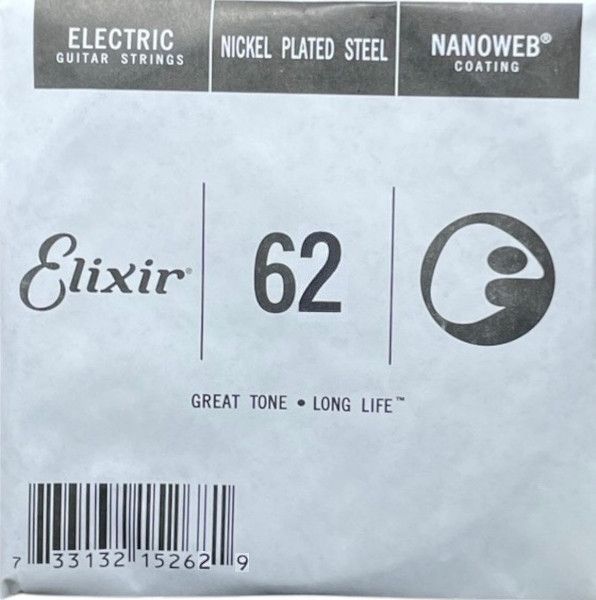 ELECTRIC
GUITAR STRINGS
NICKEL PLATED STEEL
NANOWEB®
COATING
Elixir®
62
GREAT TONE • LONG LIFE™
7 33132 15262 9